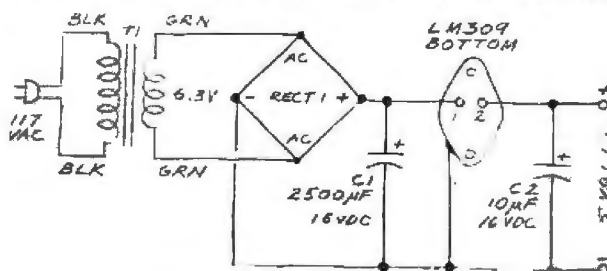 BLK
T1
GRN
LM309
BOTTOM
AC
C
117
VAC
6.3V
- RECT 1 +
1 2
AC
+
C1
2500µF
16VDC
+
C2
10µF
16VDC
BLK
GRN
+
-